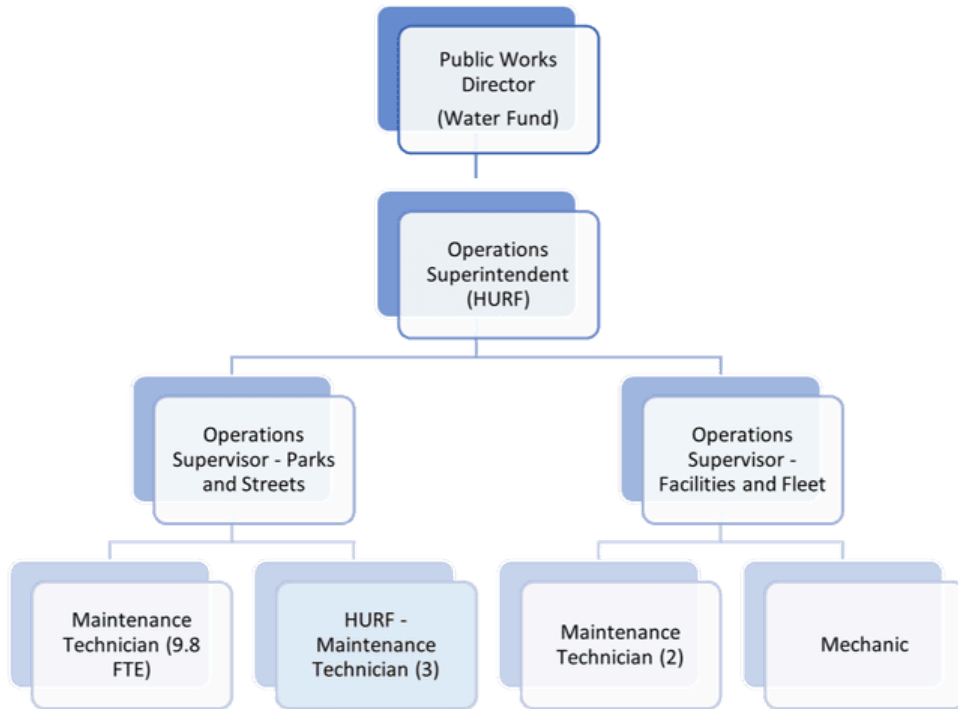 Public Works
Director
(Water Fund)
Operations
Superintendent
(HURF)
Operations
Supervisor - Parks
and Streets
Operations
Supervisor -
Facilities and Fleet
Maintenance
Technician (9.8
FTE)
HURF -
Maintenance
Technician (3)
Maintenance
Technician (2)
Mechanic